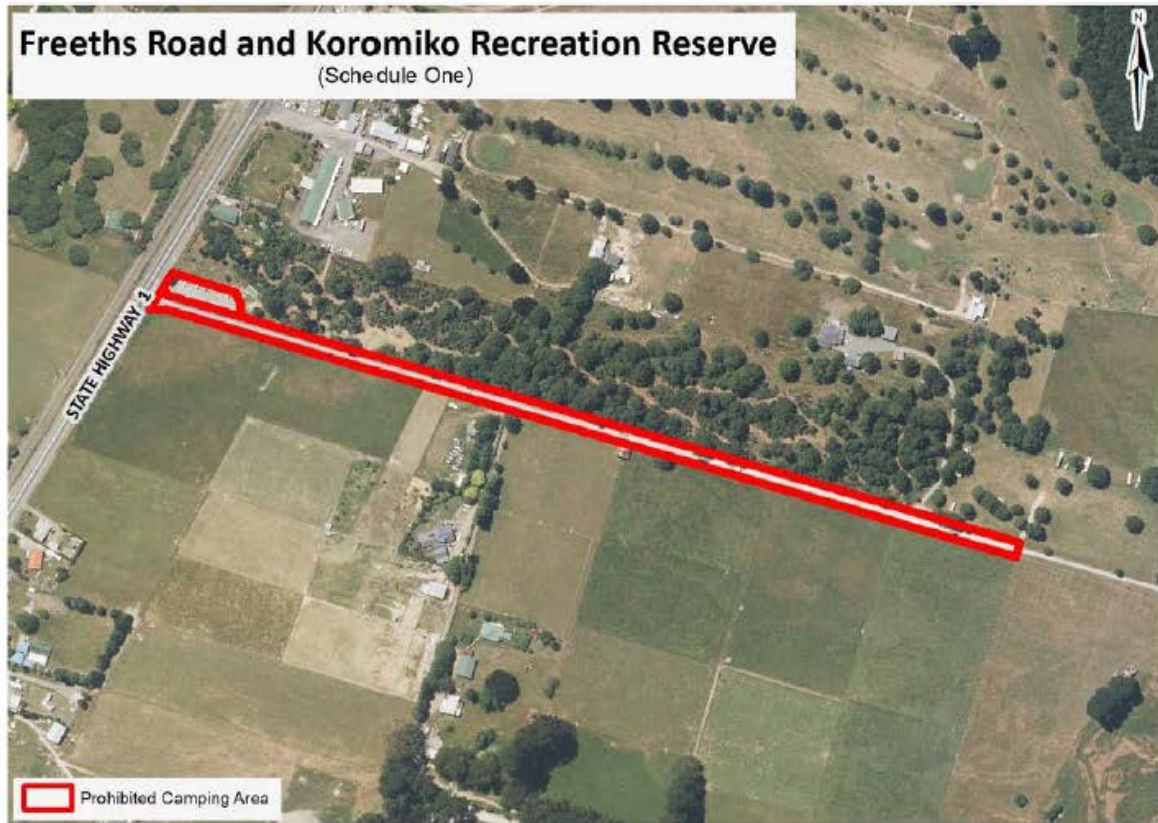 Freeths Road and Koromiko Recreation Reserve
(Schedule One)
N
STATE HIGHWAY 1
Prohibited Camping Area